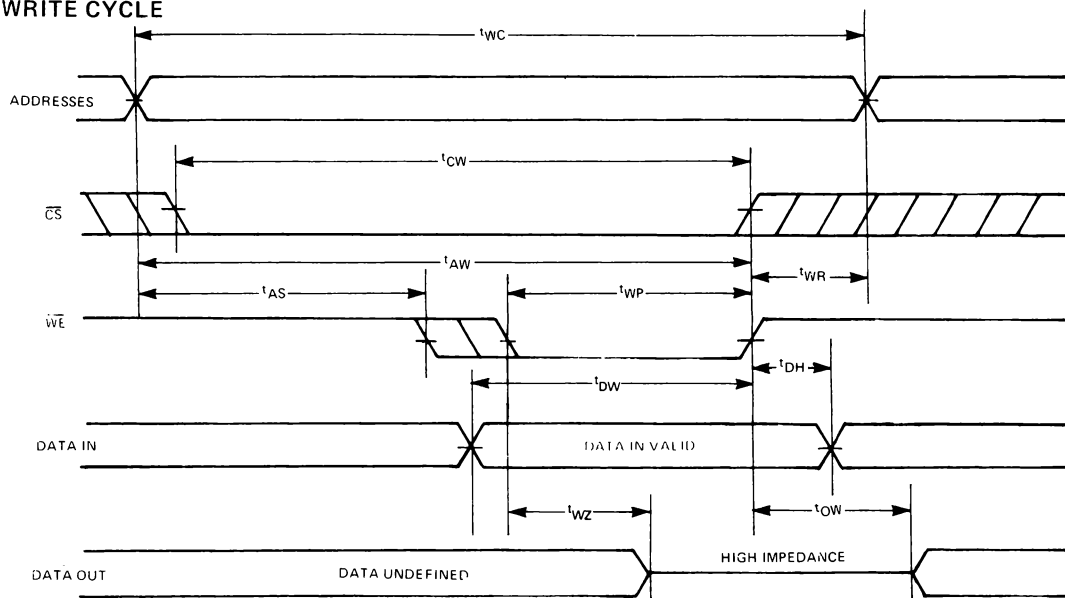 WRITE CYCLE
tWC
ADDRESSES
tCW
CS
tAW
tWR
tAS
tWP
WE
tDH
tDW
DATA IN
DATA IN VALID
tWZ
tOW
HIGH IMPEDANCE
DATA OUT
DATA UNDEFINED